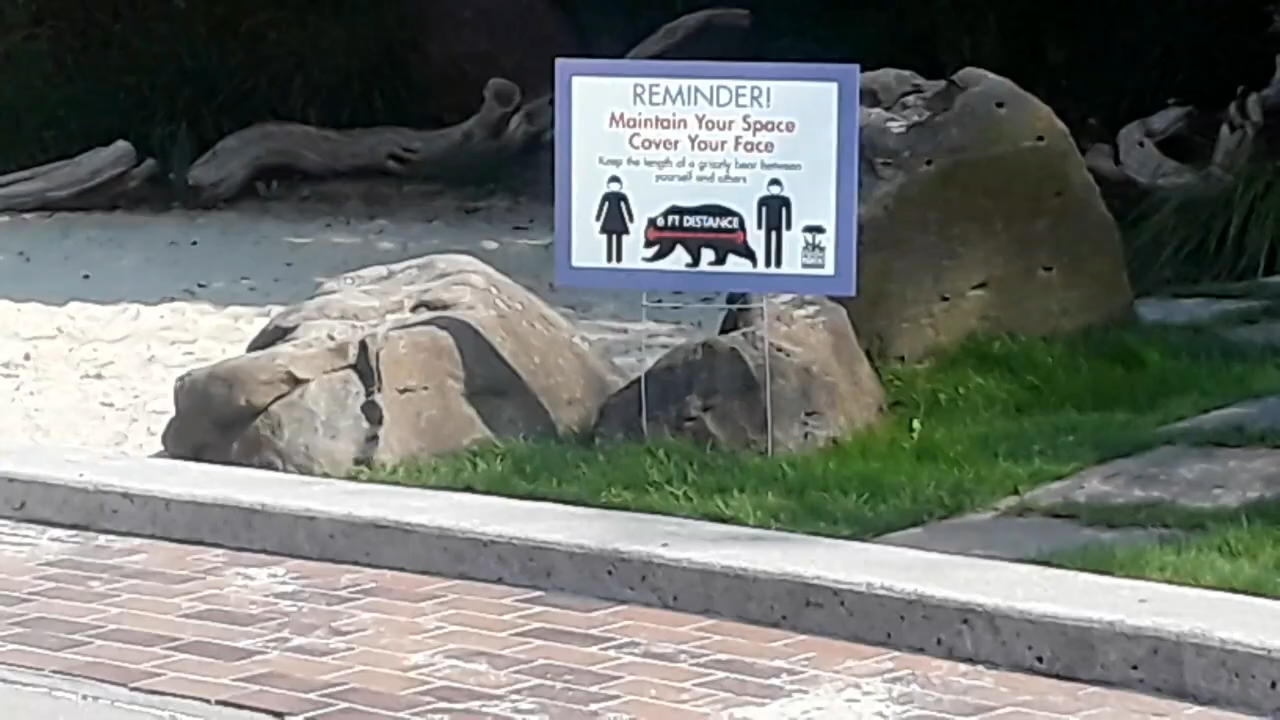 REMINDER!
Maintain Your Space
Cover Your Face
Keep the length of a grizzly bear between
yourself and others
6 FT DISTANCE